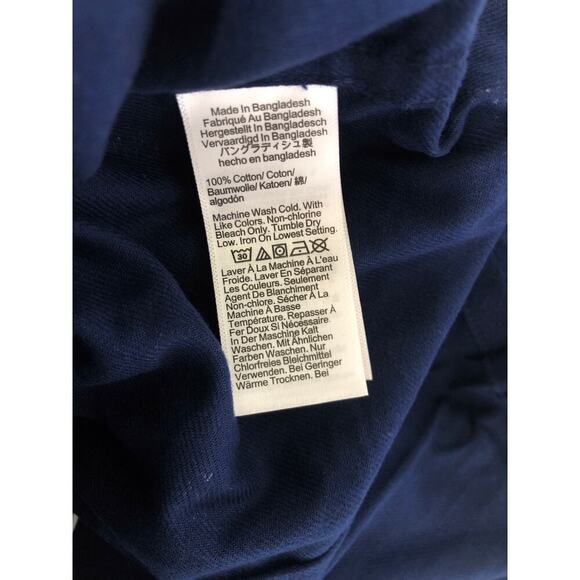 Made In Bangladesh
Fabriqué Au Bangladesh
Hergestellt In Bangladesch
Vervaardigd In Bangladesh
バングラディシュ製
hecho en bangladesh
100% Cotton/ Coton/
Baumwolle/ Katoen/ 綿/
algodón
Machine Wash Cold. With
Like Colors. Non-chlorine
Bleach Only. Tumble Dry
Low. Iron On Lowest Setting.
30
Laver À La Machine À L'eau
Froide. Laver En Séparant
Les Couleurs. Seulement
Agent De Blanchiment
Non-chlore. Sécher À La
Machine À Basse
Température. Repasser À
Fer Doux Si Nécessaire
In Der Maschine Kalt
Waschen. Mit Ähnlichen
Farben Waschen. Nur
Chlorfreies Bleichmittel
Verwenden. Bei Geringer
Wärme Trocknen. Bei